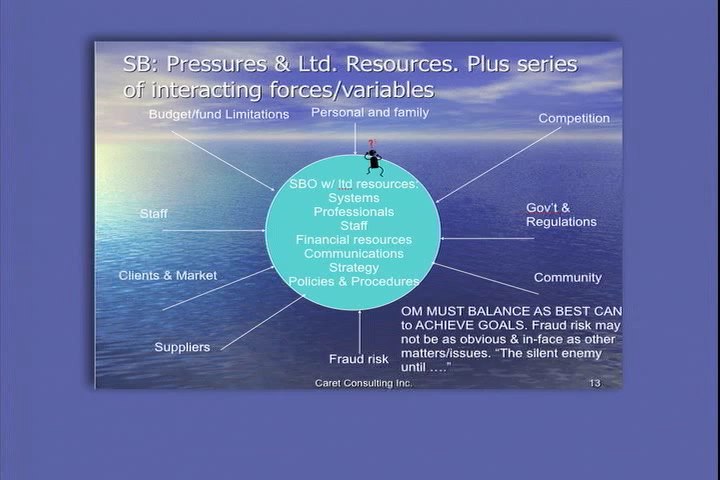 SB: Pressures & Ltd. Resources. Plus series
of interacting forces/variables
Budget/fund Limitations
Personal and family
Competition
?!
SBO w/ ltd resources:
Systems
Professionals
Staff
Financial resources
Communications
Strategy
Policies & Procedures
Staff
Gov't &
Regulations
Clients & Market
Community
OM MUST BALANCE AS BEST CAN
to ACHIEVE GOALS. Fraud risk may
not be as obvious & in-face as other
matters/issues. "The silent enemy
until …."
Suppliers
Fraud risk
Caret Consulting Inc.
13